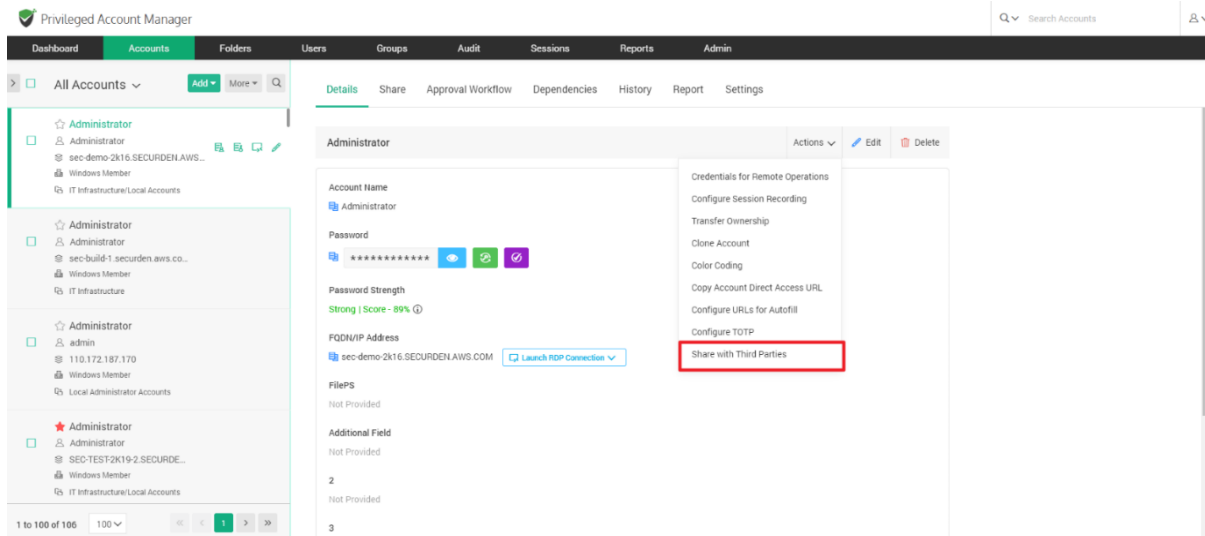 Privileged Account Manager
Search Accounts
Dashboard Accounts Folders Users Groups Audit Sessions Reports Admin
All Accounts
Add
More
Administrator
Administrator
sec-demo-2k16.SECURDEN.AWS...
Windows Member
IT Infrastructure/Local Accounts
Administrator
Administrator
sec-build-1.securden.aws.co...
Windows Member
IT Infrastructure
Administrator
admin
110.172.187.170
Windows Member
Local Administrator Accounts
Administrator
Administrator
SEC-TEST-2K19-2.SECURDE...
Windows Member
IT Infrastructure/Local Accounts
1 to 100 of 106 100 « < 1 > »
Details Share Approval Workflow Dependencies History Report Settings
Administrator
Actions Edit Delete
Credentials for Remote Operations
Configure Session Recording
Transfer Ownership
Clone Account
Color Coding
Copy Account Direct Access URL
Configure URLs for Autofill
Configure TOTP
Share with Third Parties
Account Name
Administrator
Password
************
Password Strength
Strong | Score - 89%
FQDN/IP Address
sec-demo-2k16.SECURDEN.AWS.COM Launch RDP Connection
FilePS
Not Provided
Additional Field
Not Provided
2
Not Provided
3